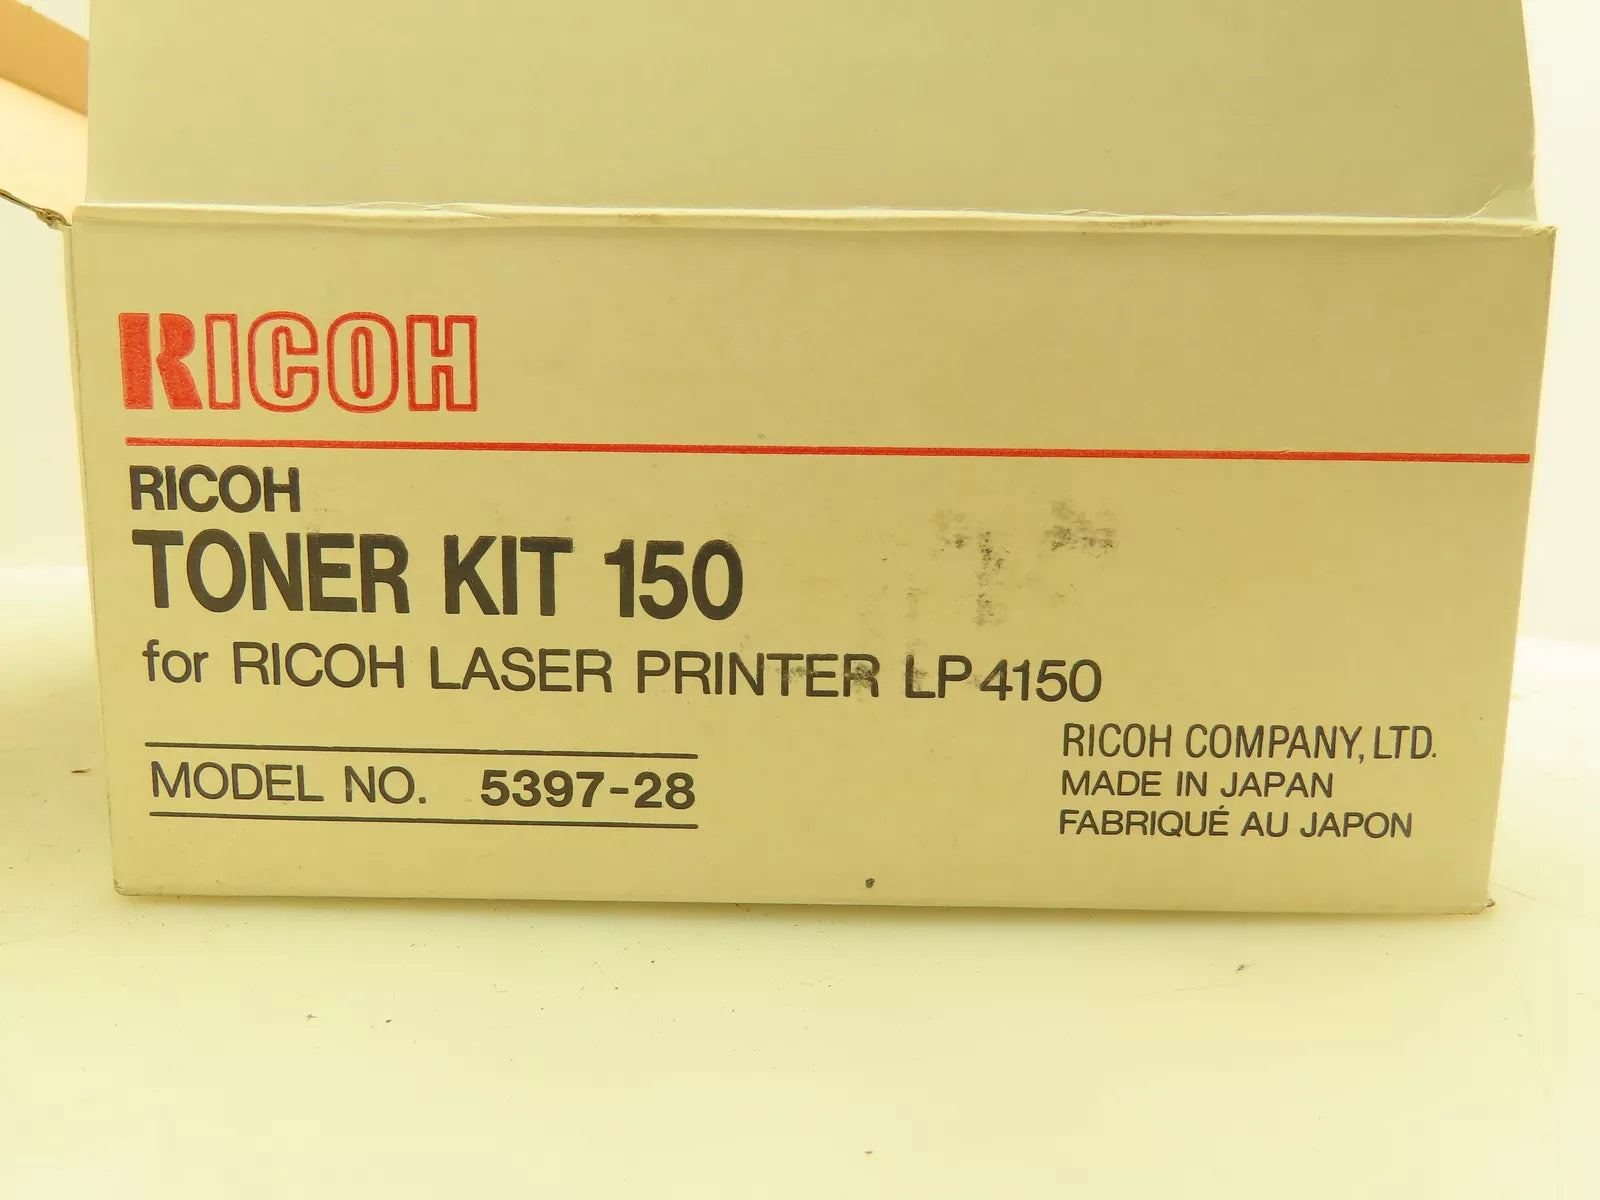 RICOH
RICOH
TONER KIT 150
for RICOH LASER PRINTER LP4150
MODEL NO. 5397-28
RICOH COMPANY, LTD.
MADE IN JAPAN
FABRIQUÉ AU JAPON